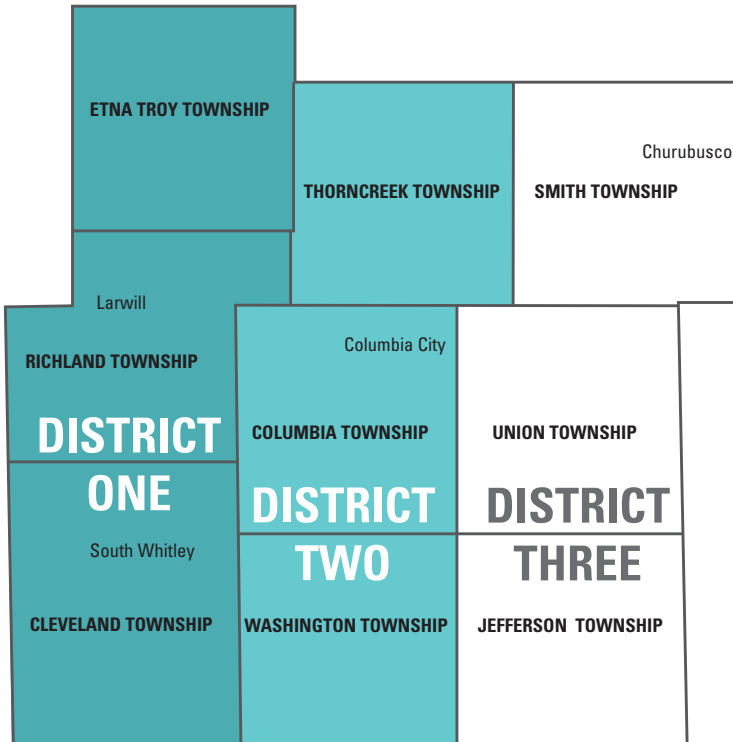 ETNA TROY TOWNSHIP
Churubusco
THORNCREEK TOWNSHIP
SMITH TOWNSHIP
Larwill
Columbia City
RICHLAND TOWNSHIP
DISTRICT
ONE
COLUMBIA TOWNSHIP
UNION TOWNSHIP
DISTRICT
TWO
DISTRICT
THREE
South Whitley
CLEVELAND TOWNSHIP
WASHINGTON TOWNSHIP
JEFFERSON TOWNSHIP